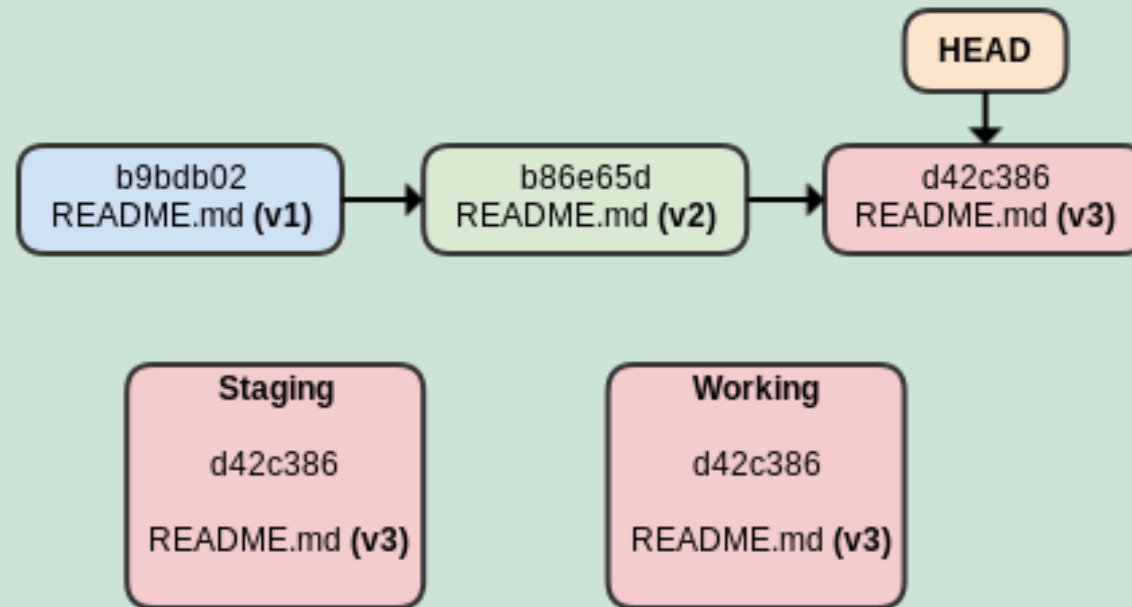 HEAD
b9bdb02
README.md (v1)
b86e65d
README.md (v2)
d42c386
README.md (v3)
Staging
d42c386
README.md (v3)
Working
d42c386
README.md (v3)